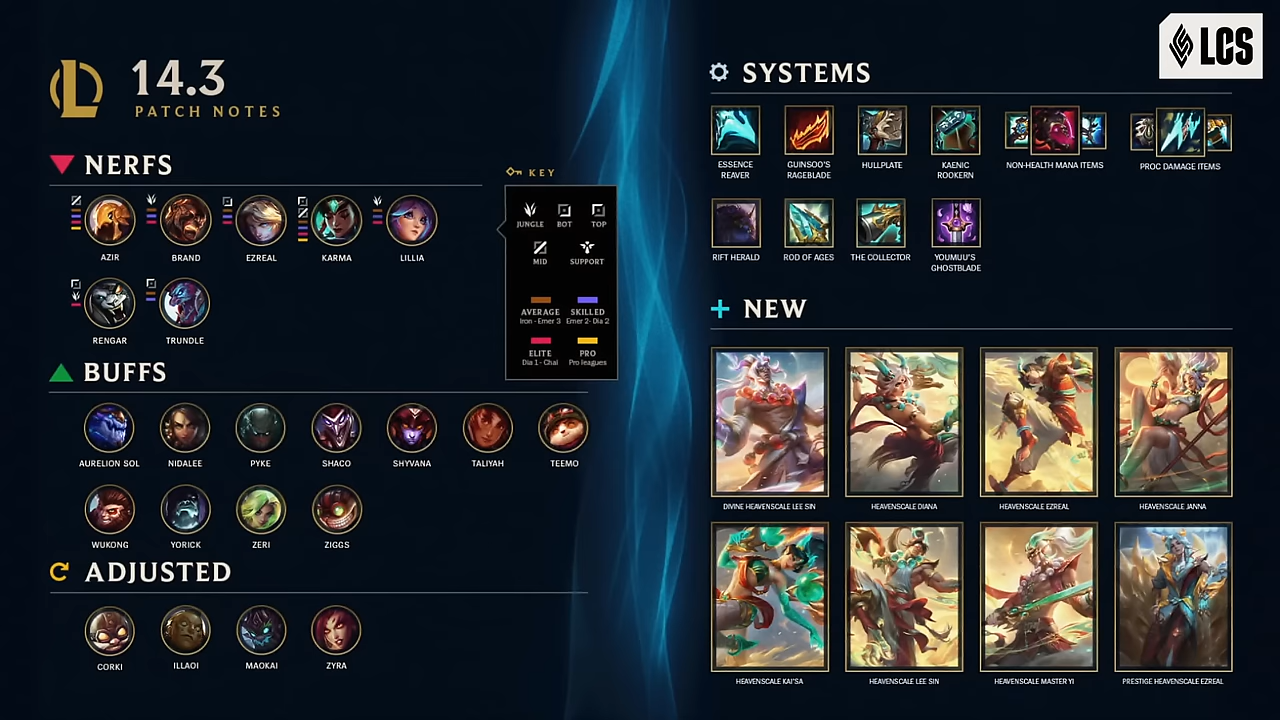 LCS
14.3
PATCH NOTES
NERFS
AZIR
BRAND
EZREAL
KARMA
LILLIA
RENGAR
TRUNDLE
KEY
JUNGLE
BOT
TOP
MID
SUPPORT
AVERAGE
Iron - Emer 3
SKILLED
Emer 2- Dia 2
ELITE
Dia 1 - Chal
PRO
Pro leagues
BUFFS
AURELION SOL
NIDALEE
PYKE
SHACO
SHYVANA
TALIYAH
TEEMO
WUKONG
YORICK
ZERI
ZIGGS
ADJUSTED
CORKI
ILLAOI
MAOKAI
ZYRA
SYSTEMS
ESSENCE
REAVER
GUINSOO'S
RAGEBLADE
HULLPLATE
KAENIC
ROOKERN
NON-HEALTH MANA ITEMS
PROC DAMAGE ITEMS
RIFT HERALD
ROD OF AGES
THE COLLECTOR
YOUMUU'S
GHOSTBLADE
NEW
DIVINE HEAVENSCALE LEE SIN
HEAVENSCALE DIANA
HEAVENSCALE EZREAL
HEAVENSCALE JANNA
HEAVENSCALE KAI'SA
HEAVENSCALE LEE SIN
HEAVENSCALE MASTER YI
PRESTIGE HEAVENSCALE EZREAL